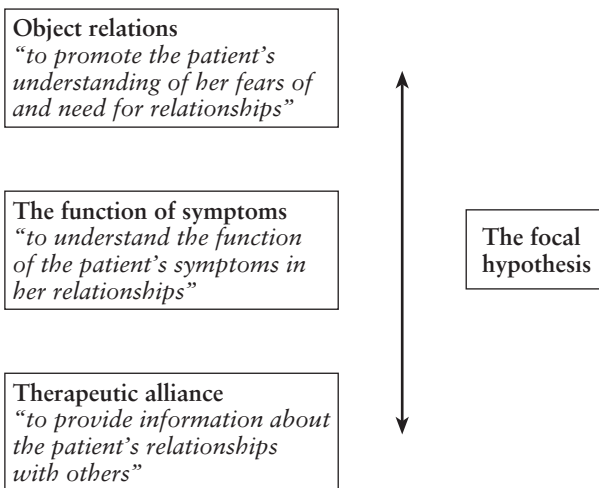 Object relations
“to promote the patient’s
understanding of her fears of
and need for relationships”
The function of symptoms
“to understand the function
of the patient’s symptoms in
her relationships”
The focal
hypothesis
Therapeutic alliance
“to provide information about
the patient’s relationships
with others”